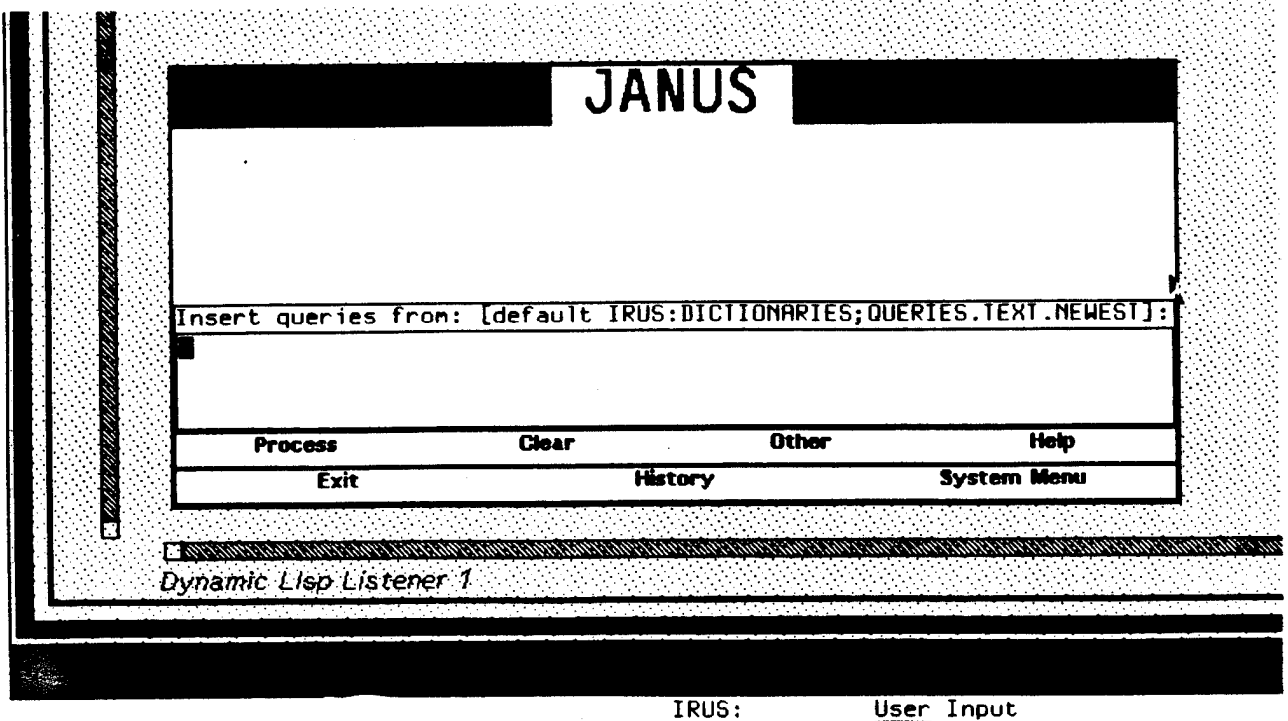 JANUS
Insert queries from: [default IRUS:DICTIONARIES;QUERIES.TEXT.NEWEST]:
Process Clear Other Help
Exit History System Menu
Dynamic Lisp Listener 1
IRUS: User Input